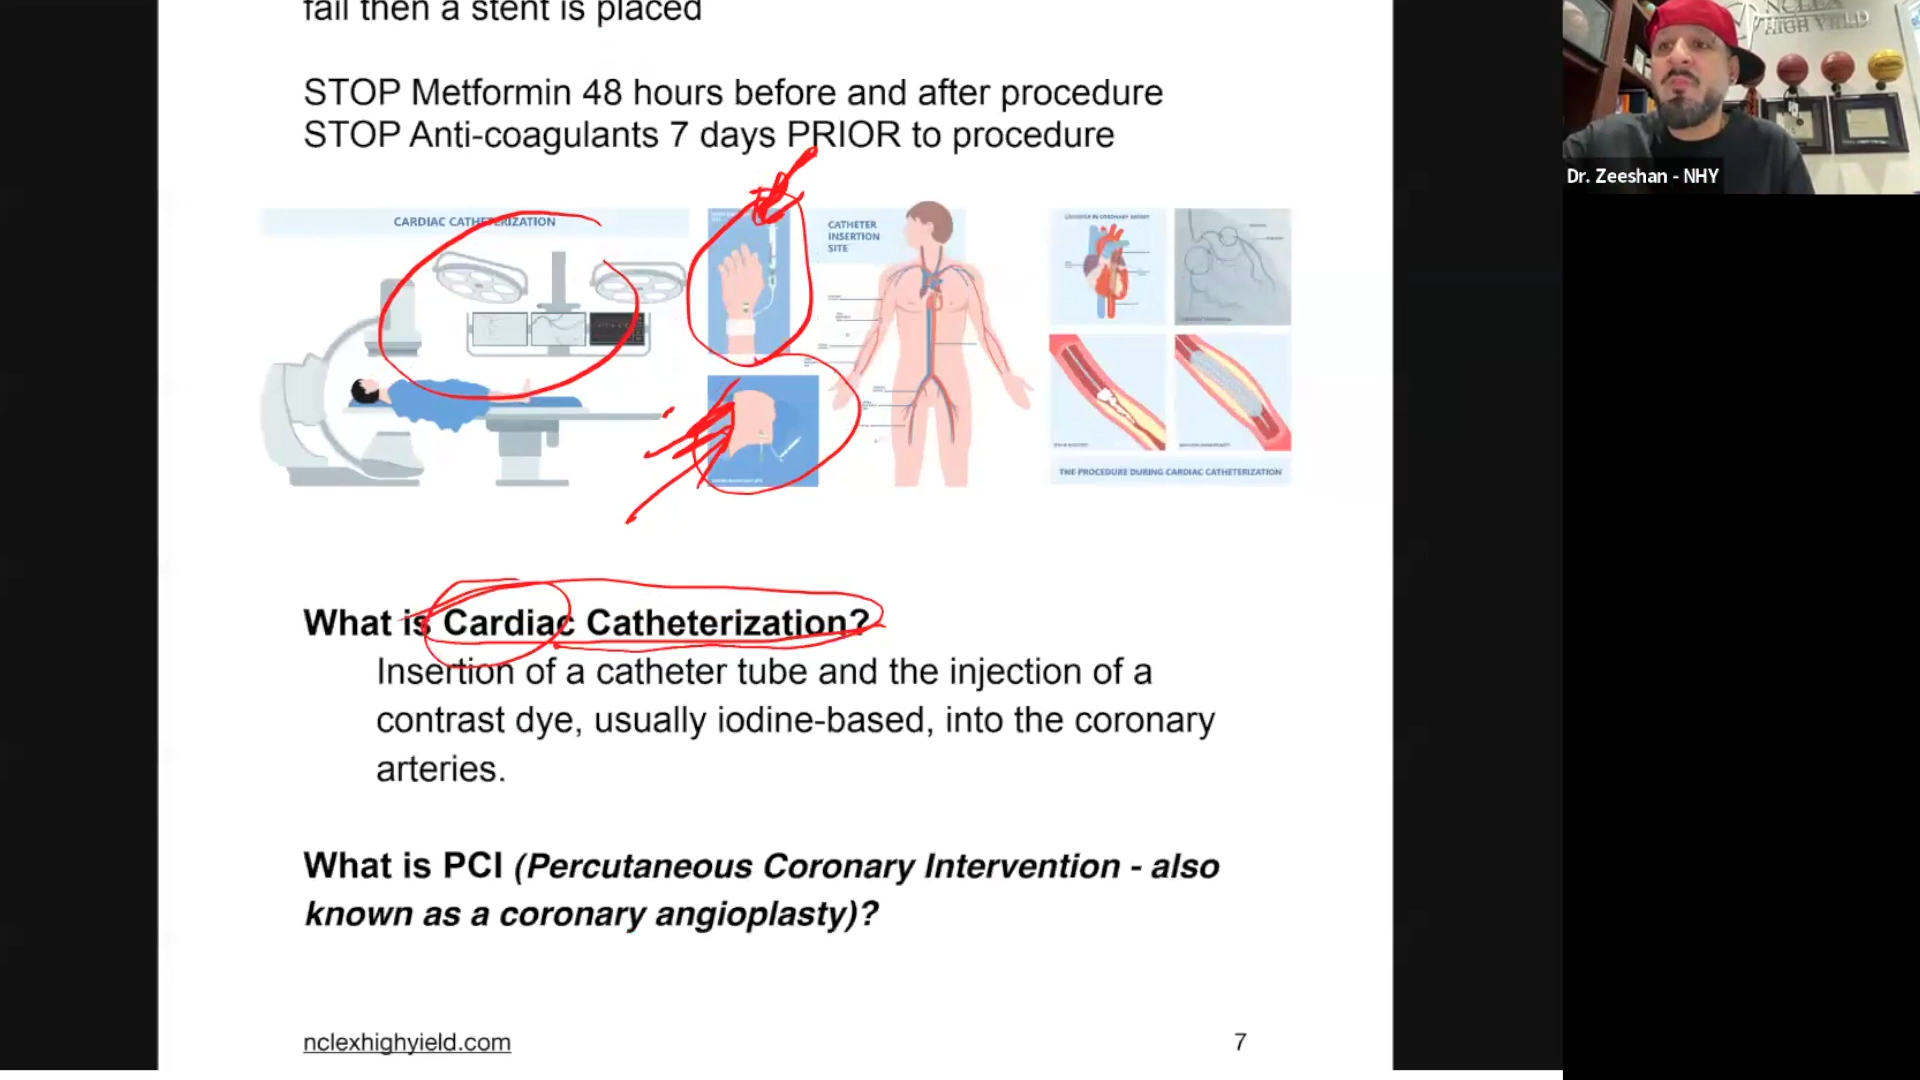 fail then a stent is placed
STOP Metformin 48 hours before and after procedure
STOP Anti-coagulants 7 days PRIOR to procedure
CARDIAC CATHETERIZATION
CATHETER
INSERTION
SITE
THE PROCEDURE DURING CARDIAC CATHETERIZATION
What is Cardiac Catheterization?
Insertion of a catheter tube and the injection of a
contrast dye, usually iodine-based, into the coronary
arteries.
What is PCI (Percutaneous Coronary Intervention - also
known as a coronary angioplasty)?
nclexhighyield.com
7
NCLEX
HIGH YIELD
Dr. Zeeshan - NHY